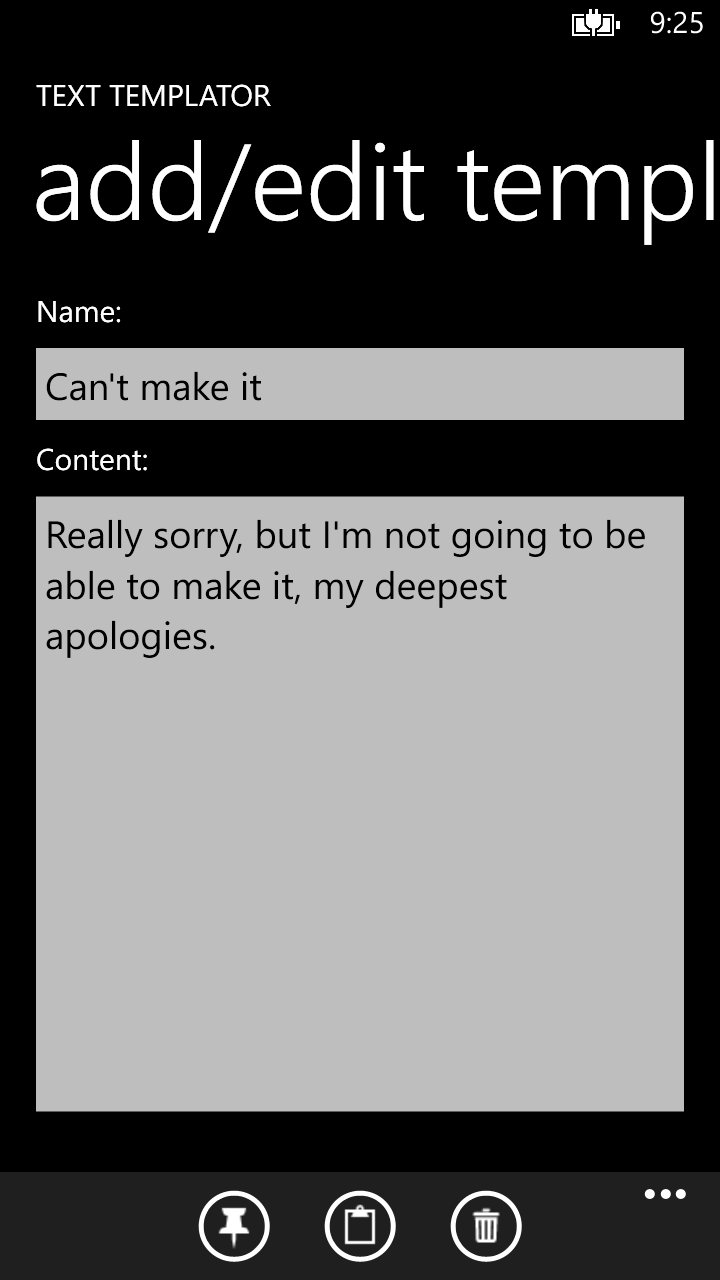 9:25
TEXT TEMPLATOR
add/edit templ
Name:
Can't make it
Content:
Really sorry, but I'm not going to be
able to make it, my deepest
apologies.